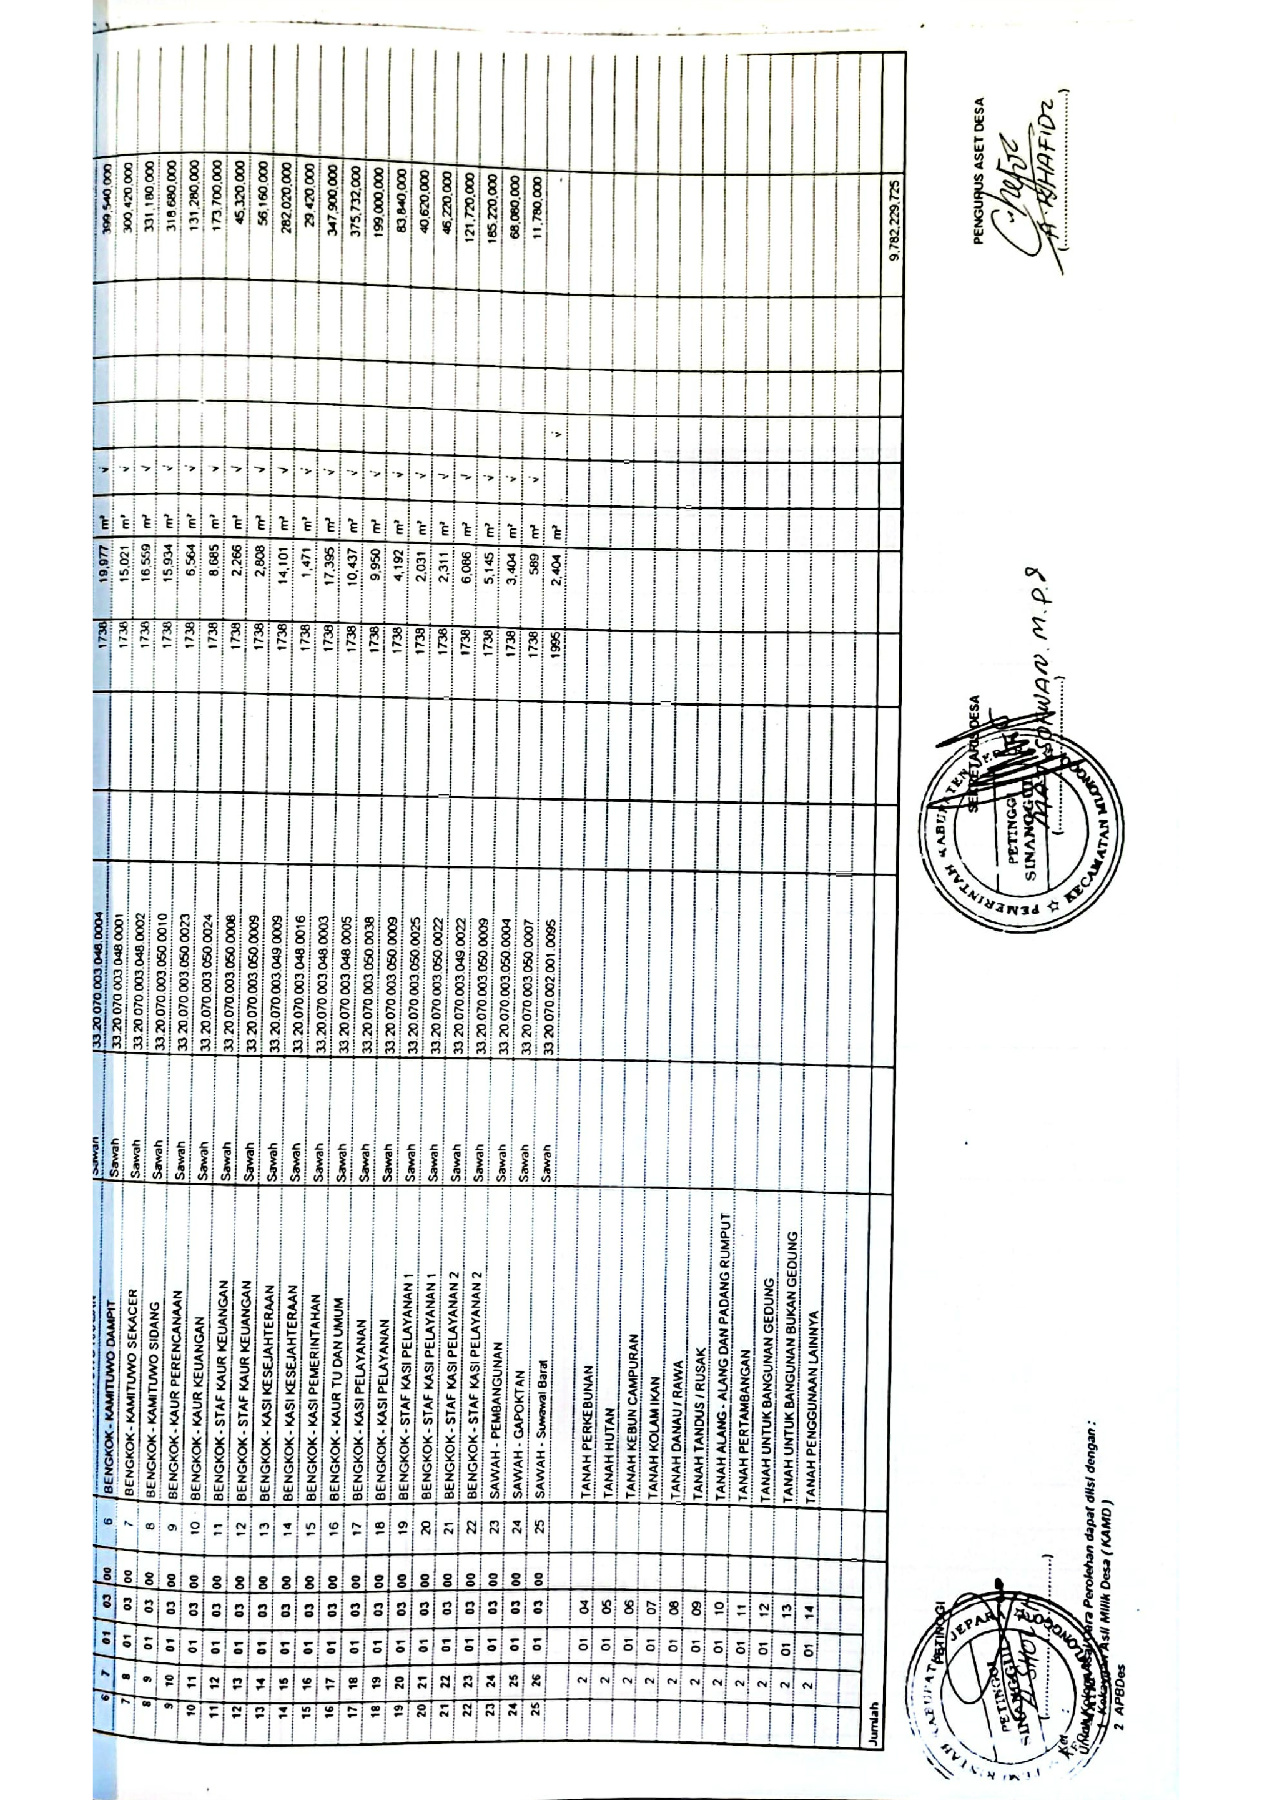 6 7 01 03 00 6 BENGKOK - KAMITUWO DAMPIT Sawah 33.20.070.003.048.0004 1738 19,977 m² √ 399,540,000
7 8 01 03 00 7 BENGKOK - KAMITUWO SEKACER Sawah 33.20.070.003.048.0001 1738 15,021 m² √ 300,420,000
8 9 01 03 00 8 BENGKOK - KAMITUWO SIDANG Sawah 33.20.070.003.048.0002 1738 16,559 m² √ 331,180,000
9 10 01 03 00 9 BENGKOK - KAUR PERENCANAAN Sawah 33.20.070.003.050.0010 1738 15,934 m² √ 318,680,000
10 11 01 03 00 10 BENGKOK - KAUR KEUANGAN Sawah 33.20.070.003.050.0023 1738 6,564 m² √ 131,280,000
11 12 01 03 00 11 BENGKOK - STAF KAUR KEUANGAN Sawah 33.20.070.003.050.0024 1738 8,685 m² √ 173,700,000
12 13 01 03 00 12 BENGKOK - STAF KAUR KEUANGAN Sawah 33.20.070.003.050.0008 1738 2,266 m² √ 45,320,000
13 14 01 03 00 13 BENGKOK - KASI KESEJAHTERAAN Sawah 33.20.070.003.050.0009 1738 2,808 m² √ 56,160,000
14 15 01 03 00 14 BENGKOK - KASI KESEJAHTERAAN Sawah 33.20.070.003.049.0009 1738 14,101 m² √ 282,020,000
15 16 01 03 00 15 BENGKOK - KASI PEMERINTAHAN Sawah 33.20.070.003.048.0016 1738 1,471 m² √ 29,420,000
16 17 01 03 00 16 BENGKOK - KAUR TU DAN UMUM Sawah 33.20.070.003.048.0003 1738 17,395 m² √ 347,900,000
17 18 01 03 00 17 BENGKOK - KASI PELAYANAN Sawah 33.20.070.003.048.0005 1738 10,437 m² √ 375,732,000
18 19 01 03 00 18 BENGKOK - KASI PELAYANAN Sawah 33.20.070.003.050.0038 1738 9,950 m² √ 199,000,000
19 20 01 03 00 19 BENGKOK - STAF KASI PELAYANAN 1 Sawah 33.20.070.003.050.0009 1738 4,192 m² √ 83,840,000
20 21 01 03 00 20 BENGKOK - STAF KASI PELAYANAN 1 Sawah 33.20.070.003.050.0025 1738 2,031 m² √ 40,620,000
21 22 01 03 00 21 BENGKOK - STAF KASI PELAYANAN 2 Sawah 33.20.070.003.050.0022 1738 2,311 m² √ 46,220,000
22 23 01 03 00 22 BENGKOK - STAF KASI PELAYANAN 2 Sawah 33.20.070.003.049.0022 1738 6,086 m² √ 121,720,000
23 24 01 03 00 23 SAWAH - PEMBANGUNAN Sawah 33.20.070.003.050.0009 1738 5,145 m² √ 185,220,000
24 25 01 03 00 24 SAWAH - GAPOKTAN Sawah 33.20.070.003.050.0004 1738 3,404 m² √ 68,080,000
25 26 01 03 00 25 SAWAH - Suwawal Barat Sawah 33.20.070.003.050.0007 1738 589 m² √ 11,780,000
Sawah 33.20.070.002.001.0095 1995 2,404 m² √
2 01 04 TANAH PERKEBUNAN
2 01 05 TANAH HUTAN
2 01 06 TANAH KEBUN CAMPURAN
2 01 07 TANAH KOLAM IKAN
2 01 08 TANAH DANAU / RAWA
2 01 09 TANAH TANDUS / RUSAK
2 01 10 TANAH ALANG - ALANG DAN PADANG RUMPUT
2 01 11 TANAH PERTAMBANGAN
2 01 12 TANAH UNTUK BANGUNAN GEDUNG
2 01 13 TANAH UNTUK BANGUNAN BUKAN GEDUNG
2 01 14 TANAH PENGGUNAAN LAINNYA
Jumlah 9,782,229,725
PETINGGI SEKRETARIS DESA PENGURUS ASET DESA
JEPARA
PETINGGI
SINANGGUL
PEMERINTAH KABUPATEN JEPARA
PETINGGI
SINANGGUL
KECAMATAN MLONGGO
M.P.
Ket :
Untuk Kolom Asal/Cara Perolehan dapat diisi dengan :
1 Kekayaan Asli Milik Desa ( KAMD )
2 APBDes